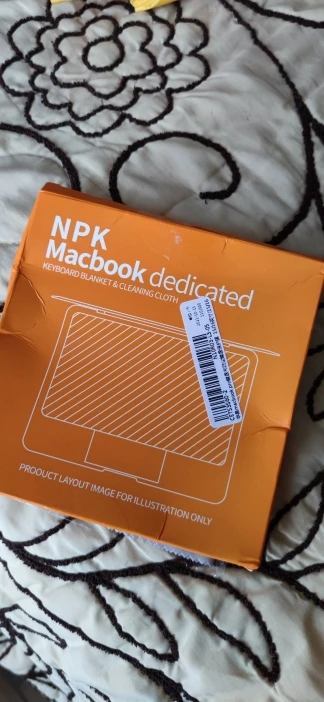 NPK
Macbook dedicated
KEYBOARD BLANKET & CLEANING CLOTH
PRODUCT LAYOUT IMAGE FOR ILLUSTRATION ONLY